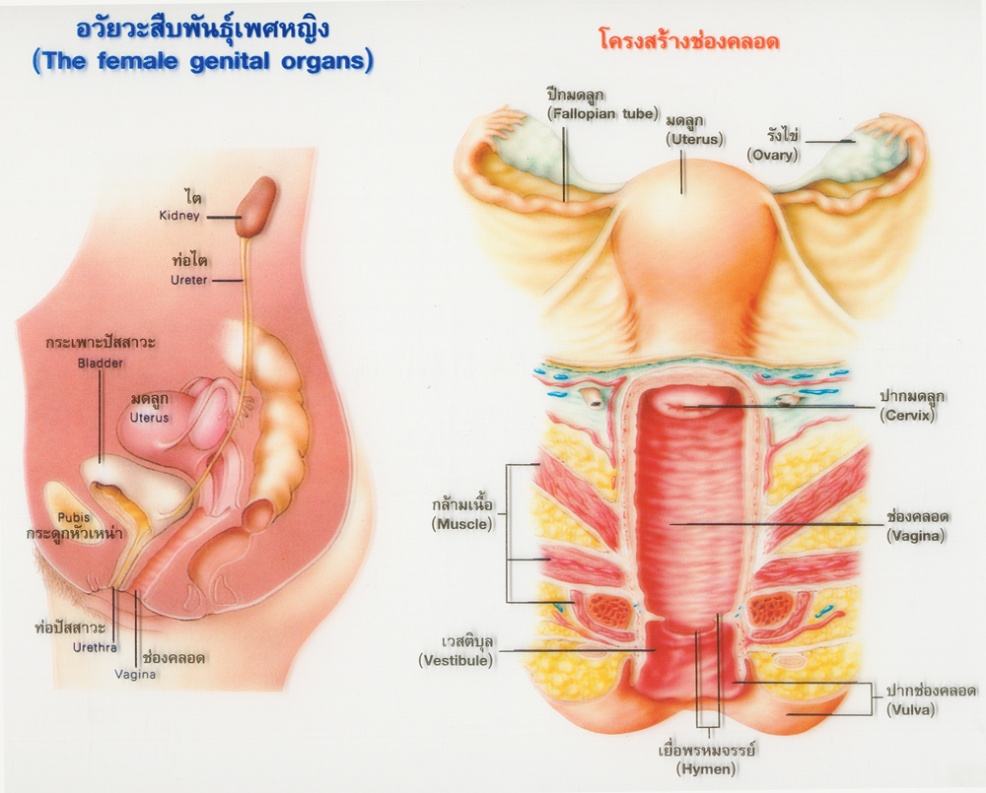 อวัยวะสืบพันธุ์เพศหญิง
(The female genital organs)
ไต
Kidney
ท่อไต
Ureter
กระเพาะปัสสาวะ
Bladder
มดลูก
Uterus
Pubis
กระดูกหัวเหน่า
ท่อปัสสาวะ
Urethra
ช่องคลอด
Vagina
โครงสร้างช่องคลอด
ปีกมดลูก
(Fallopian tube)
มดลูก
(Uterus)
รังไข่
(Ovary)
ปากมดลูก
(Cervix)
กล้ามเนื้อ
(Muscle)
ช่องคลอด
(Vagina)
เวสติบุล
(Vestibule)
ปากช่องคลอด
(Vulva)
เยื่อพรหมจรรย์
(Hymen)